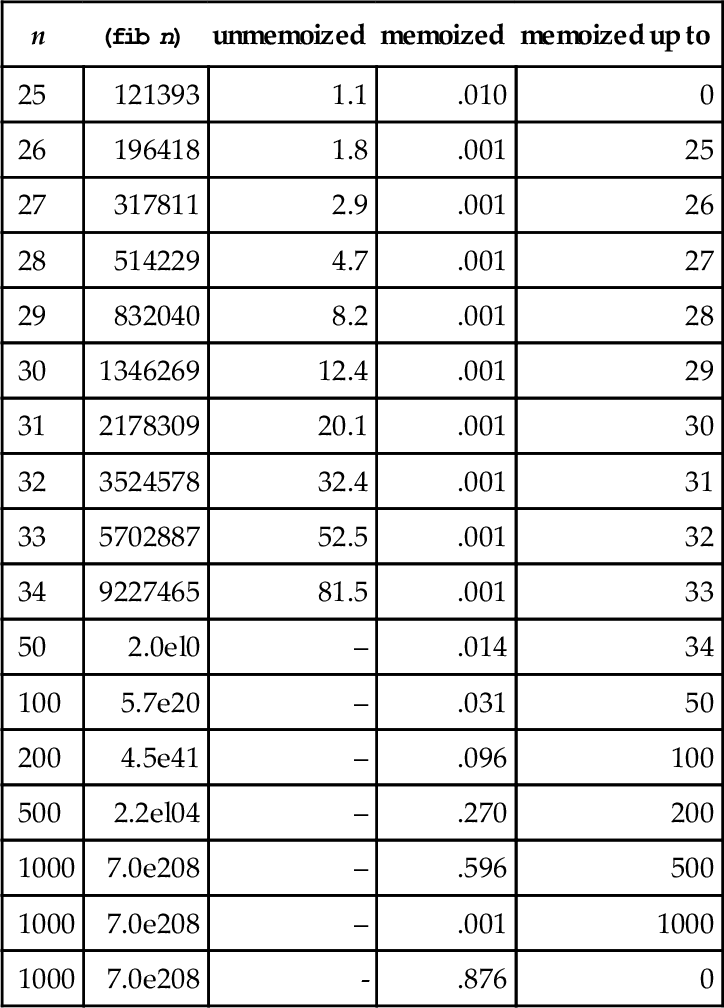 n (fib n) unmemoized memoized memoized up to
25 121393 1.1 .010 0
26 196418 1.8 .001 25
27 317811 2.9 .001 26
28 514229 4.7 .001 27
29 832040 8.2 .001 28
30 1346269 12.4 .001 29
31 2178309 20.1 .001 30
32 3524578 32.4 .001 31
33 5702887 52.5 .001 32
34 9227465 81.5 .001 33
50 2.0el0 – .014 34
100 5.7e20 – .031 50
200 4.5e41 – .096 100
500 2.2el04 – .270 200
1000 7.0e208 – .596 500
1000 7.0e208 – .001 1000
1000 7.0e208 - .876 0